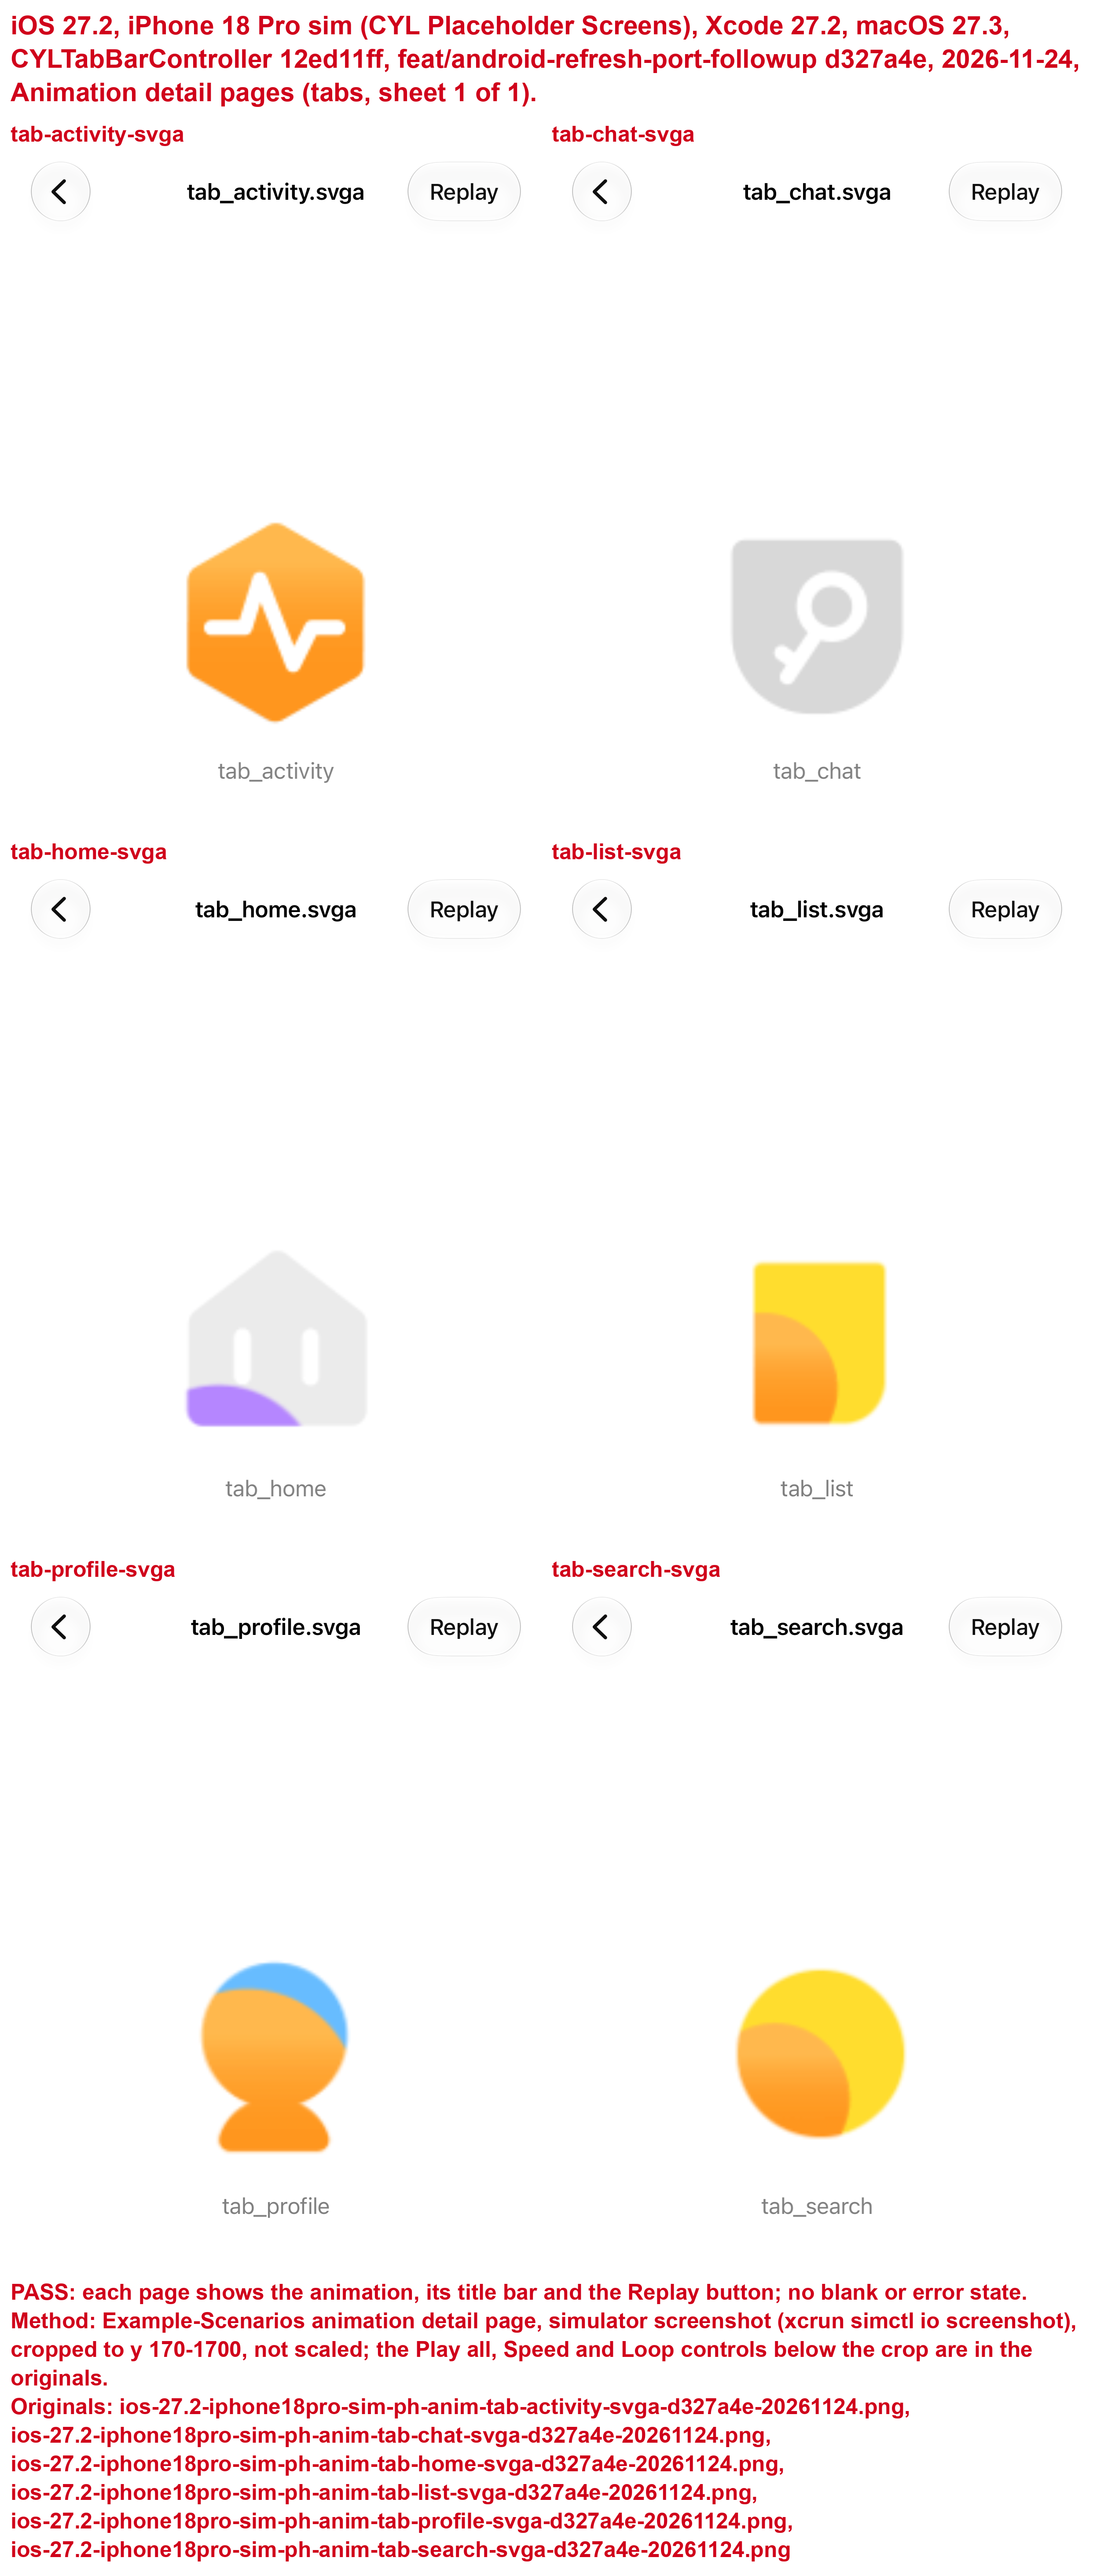 iOS 27.2, iPhone 18 Pro sim (CYL Placeholder Screens), Xcode 27.2, macOS 27.3,
CYLTabBarController 12ed11ff, feat/android-refresh-port-followup d327a4e, 2026-11-24,
Animation detail pages (tabs, sheet 1 of 1).
tab-activity-svga
tab-chat-svga
tab_activity.svga
Replay
tab_chat.svga
Replay
tab_activity
tab_chat
tab-home-svga
tab-list-svga
tab_home.svga
Replay
tab_list.svga
Replay
tab_home
tab_list
tab-profile-svga
tab-search-svga
tab_profile.svga
Replay
tab_search.svga
Replay
tab_profile
tab_search
PASS: each page shows the animation, its title bar and the Replay button; no blank or error state.
Method: Example-Scenarios animation detail page, simulator screenshot (xcrun simctl io screenshot),
cropped to y 170-1700, not scaled; the Play all, Speed and Loop controls below the crop are in the
originals.
Originals: ios-27.2-iphone18pro-sim-ph-anim-tab-activity-svga-d327a4e-20261124.png,
ios-27.2-iphone18pro-sim-ph-anim-tab-chat-svga-d327a4e-20261124.png,
ios-27.2-iphone18pro-sim-ph-anim-tab-home-svga-d327a4e-20261124.png,
ios-27.2-iphone18pro-sim-ph-anim-tab-list-svga-d327a4e-20261124.png,
ios-27.2-iphone18pro-sim-ph-anim-tab-profile-svga-d327a4e-20261124.png,
ios-27.2-iphone18pro-sim-ph-anim-tab-search-svga-d327a4e-20261124.png